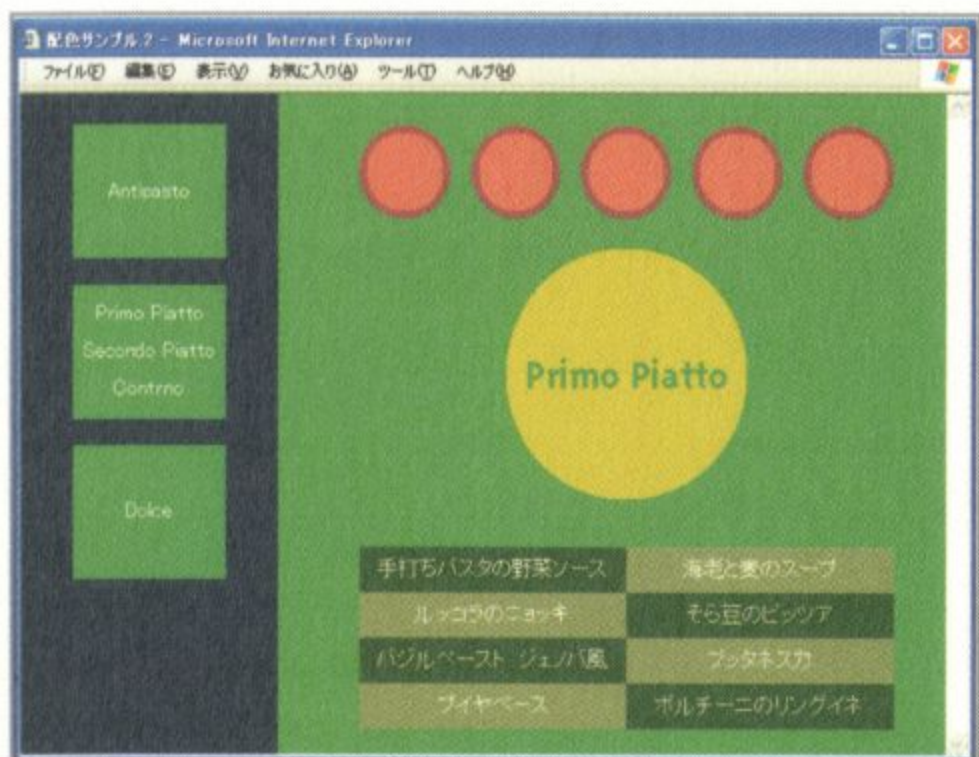 配色サンプル2 - Microsoft Internet Explorer
ファイル(F) 編集(E) 表示(V) お気に入り(A) ツール(T) ヘルプ(H)
Antipasto
Primo Piatto
Secondo Piatto
Contrno
Dolce
Primo Piatto
手打ちパスタの野菜ソース 海老と麦のスープ
ルッコラのニョッキ そら豆のピッツア
バジルペースト ジェノバ風 プッタネスカ
ブイヤベース ポルチーニのリングイネ